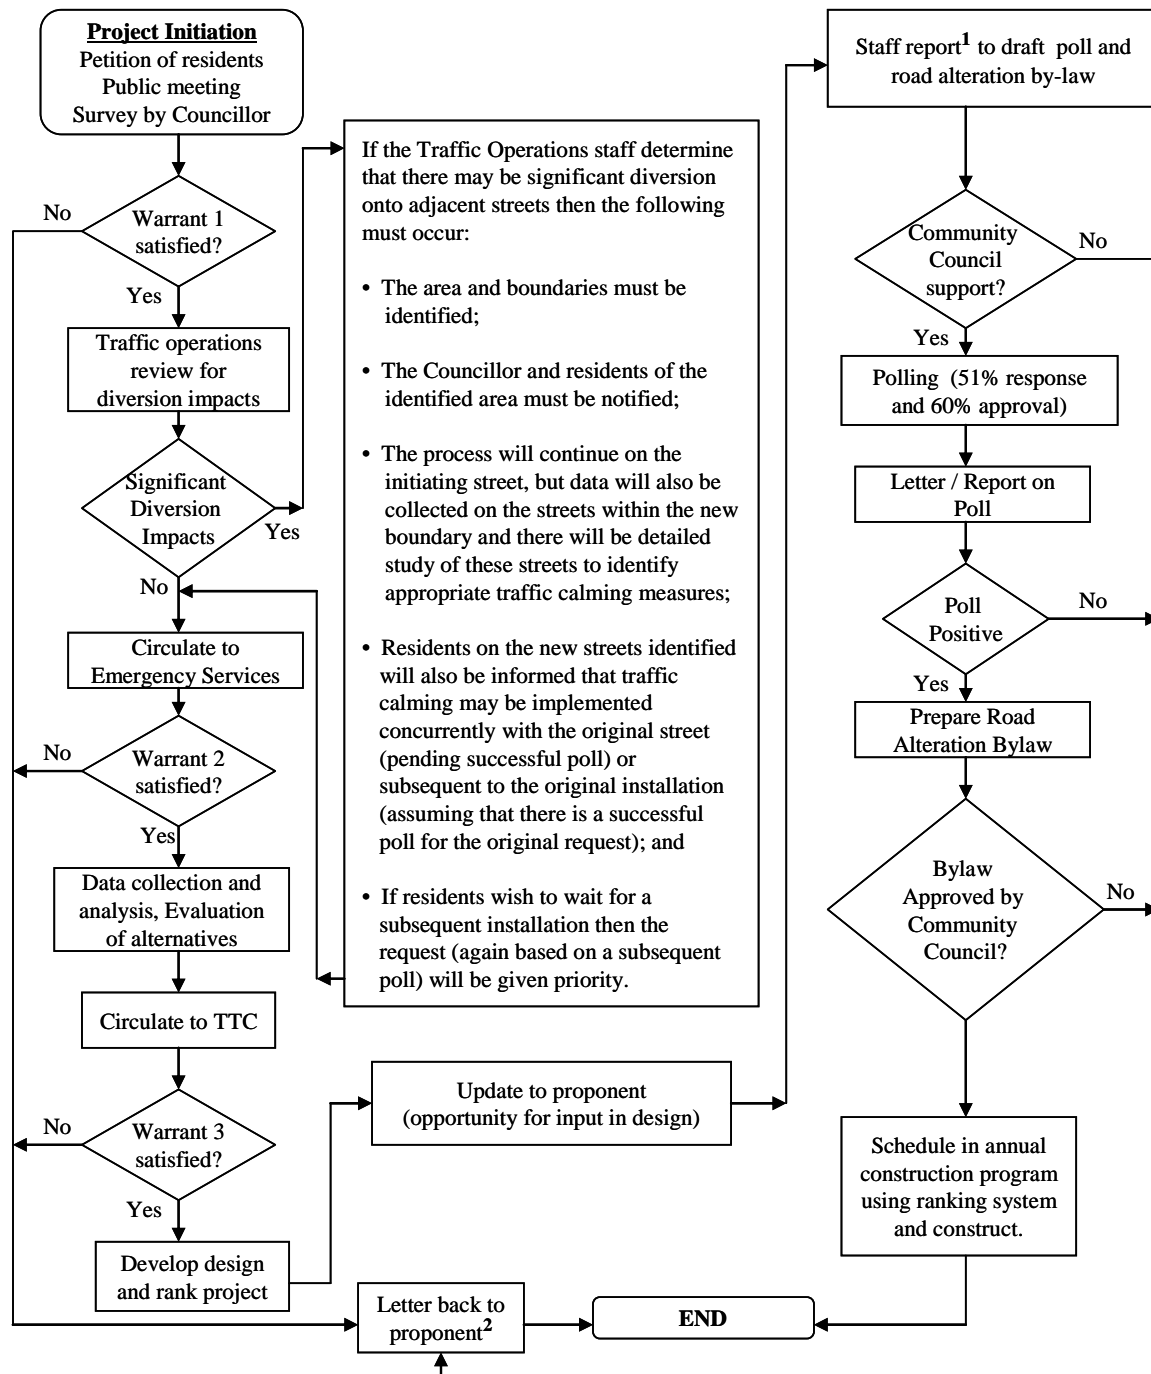 Project Initiation
Petition of residents
Public meeting
Survey by Councillor
No
Warrant 1
satisfied?
Yes
Traffic operations
review for
diversion impacts
Significant
Diversion
Impacts
Yes
No
Circulate to
Emergency Services
No
Warrant 2
satisfied?
Yes
Data collection and
analysis, Evaluation
of alternatives
Circulate to TTC
No
Warrant 3
satisfied?
Yes
Develop design
and rank project
If the Traffic Operations staff determine
that there may be significant diversion
onto adjacent streets then the following
must occur:
• The area and boundaries must be
identified;
• The Councillor and residents of the
identified area must be notified;
• The process will continue on the
initiating street, but data will also be
collected on the streets within the new
boundary and there will be detailed
study of these streets to identify
appropriate traffic calming measures;
• Residents on the new streets identified
will also be informed that traffic
calming may be implemented
concurrently with the original street
(pending successful poll) or
subsequent to the original installation
(assuming that there is a successful
poll for the original request); and
• If residents wish to wait for a
subsequent installation then the
request (again based on a subsequent
poll) will be given priority.
Update to proponent
(opportunity for input in design)
Letter back to
proponent2
END
Staff report1 to draft poll and
road alteration by-law
Community
Council
support?
No
Yes
Polling (51% response
and 60% approval)
Letter / Report on
Poll
Poll
Positive
No
Yes
Prepare Road
Alteration Bylaw
Bylaw
Approved by
Community
Council?
No
Schedule in annual
construction program
using ranking system
and construct.